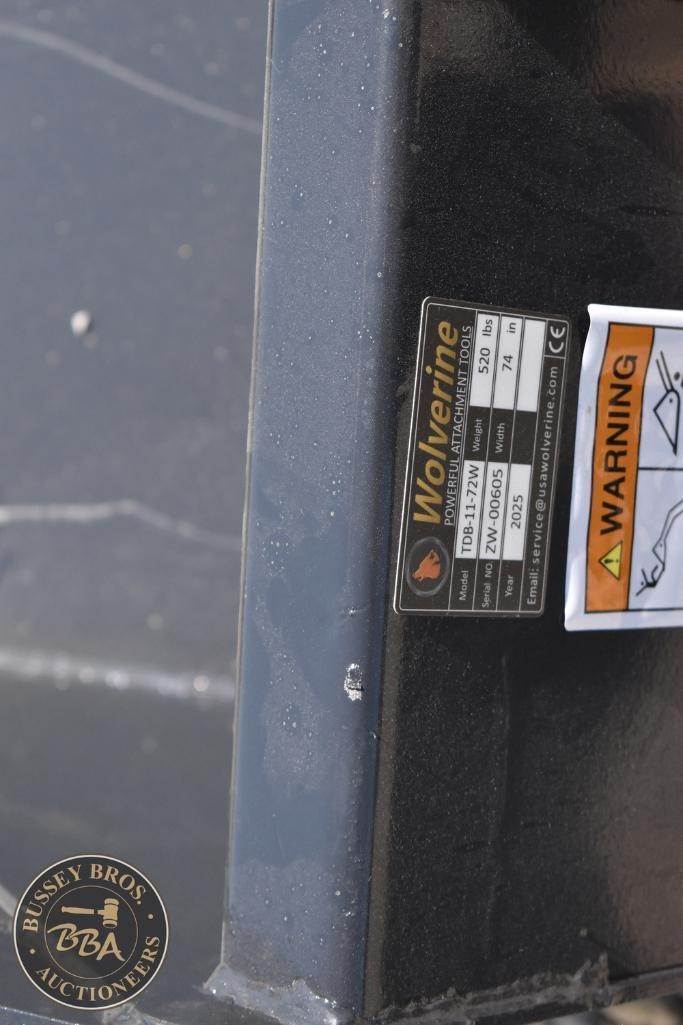 Wolverine
POWERFUL ATTACHMENT TOOLS
Model TDB-11-72W Weight 520 lbs
Serial NO. ZW-00605 Width 74 in
Year 2025
Email: service@usawolverine.com CE
WARNING
BUSSEY BROS.
BBA
AUCTIONEERS